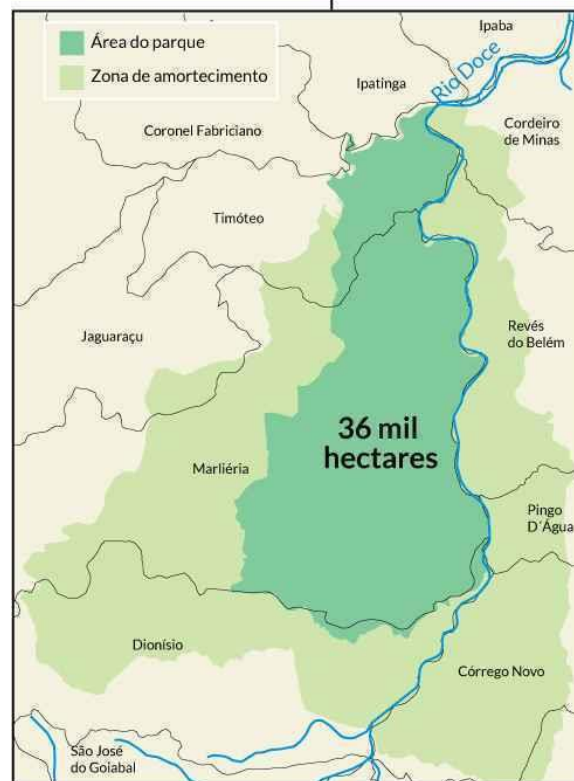 Área do parque
Zona de amortecimento
Ipaba
Rio Doce
Ipatinga
Coronel Fabriciano
Cordeiro
de Minas
Timóteo
Jaguaraçu
Revés
do Belém
36 mil
hectares
Marliéria
Pingo
D´Água
Dionísio
Córrego Novo
São José
do Goiabal